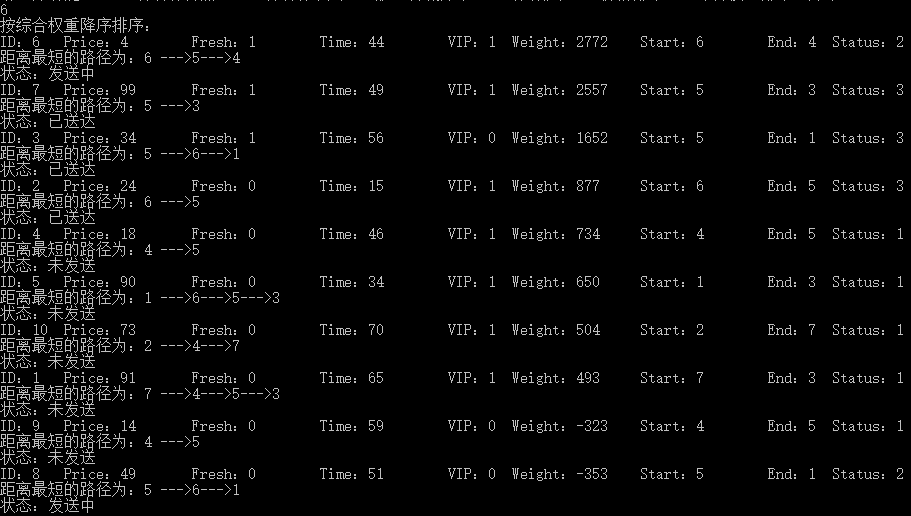 6
按综合权重降序排序：
ID: 6 Price: 4 Fresh: 1 Time: 44 VIP: 1 Weight: 2772 Start: 6 End: 4 Status: 2
距离最短的路径为: 6 --->5--->4
状态: 发送中
ID: 7 Price: 99 Fresh: 1 Time: 49 VIP: 1 Weight: 2557 Start: 5 End: 3 Status: 3
距离最短的路径为: 5 --->3
状态: 已送达
ID: 3 Price: 34 Fresh: 1 Time: 56 VIP: 0 Weight: 1652 Start: 5 End: 1 Status: 3
距离最短的路径为: 5 --->6--->1
状态: 已送达
ID: 2 Price: 24 Fresh: 0 Time: 15 VIP: 1 Weight: 877 Start: 6 End: 5 Status: 3
距离最短的路径为: 6 --->5
状态: 已送达
ID: 4 Price: 18 Fresh: 0 Time: 46 VIP: 1 Weight: 734 Start: 4 End: 5 Status: 1
距离最短的路径为: 4 --->5
状态: 未发送
ID: 5 Price: 90 Fresh: 0 Time: 34 VIP: 1 Weight: 650 Start: 1 End: 3 Status: 1
距离最短的路径为: 1 --->6--->5--->3
状态: 未发送
ID: 10 Price: 73 Fresh: 0 Time: 70 VIP: 1 Weight: 504 Start: 2 End: 7 Status: 1
距离最短的路径为: 2 --->4--->7
状态: 未发送
ID: 1 Price: 91 Fresh: 0 Time: 65 VIP: 1 Weight: 493 Start: 7 End: 3 Status: 1
距离最短的路径为: 7 --->4--->5--->3
状态: 未发送
ID: 9 Price: 14 Fresh: 0 Time: 59 VIP: 0 Weight: -323 Start: 4 End: 5 Status: 1
距离最短的路径为: 4 --->5
状态: 未发送
ID: 8 Price: 49 Fresh: 0 Time: 51 VIP: 0 Weight: -353 Start: 5 End: 1 Status: 2
距离最短的路径为: 5 --->6--->1
状态: 发送中